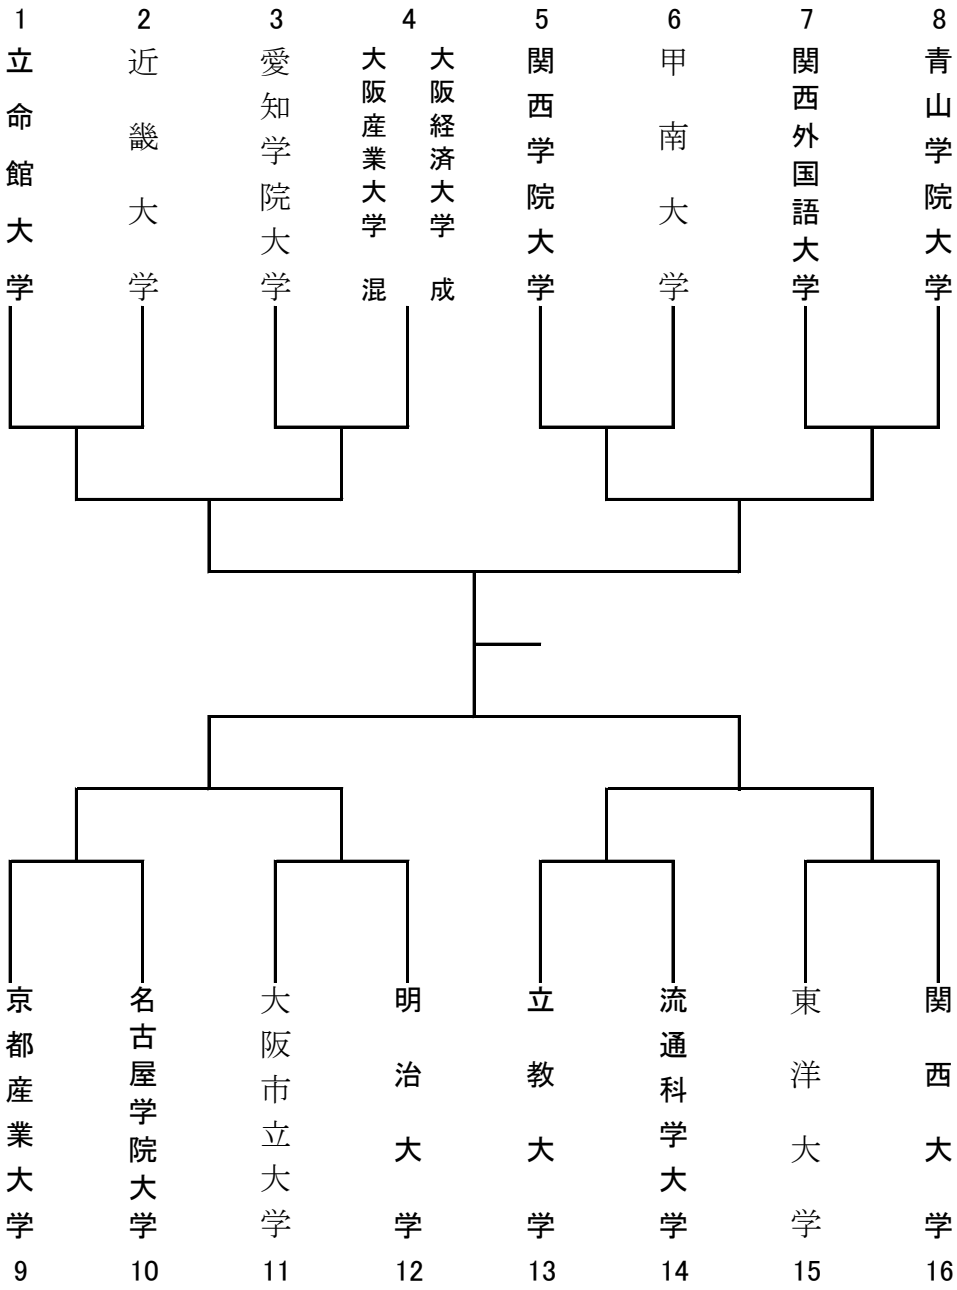 1
立命館大学
2
近畿大学
3
愛知学院大学
4
大阪経済大学 成
大阪産業大学 混
5
関西学院大学
6
甲南大学
7
関西外国語大学
8
青山学院大学
京都産業大学
9
名古屋学院大学
10
大阪市立大学
11
明治大学
12
立教大学
13
流通科学大学
14
東洋大学
15
関西大学
16